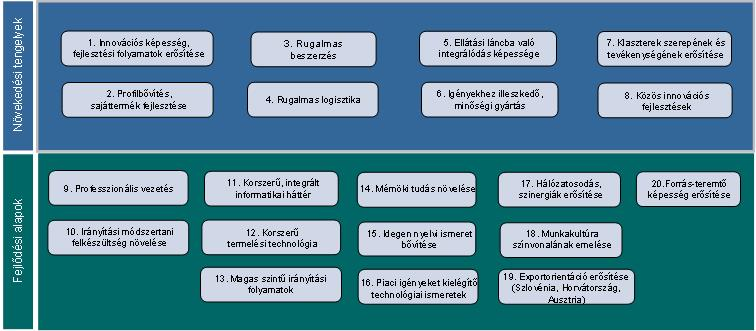 Növekedési tengelyek
1. Innovációs képesség,
fejlesztési folyamatok erősítése
2. Profilbővítés,
sajáttermék fejlesztése
3. Rugalmas
beszerzés
4. Rugalmas logisztika
5. Ellátási láncba való
integrálódás képessége
6. Igényekhez illeszkedő,
minőségi gyártás
7. Klaszterek szerepének és
tevékenységének erősítése
8. Közös innovációs
fejlesztések
Fejlődési alapok
9. Professzionális vezetés
10. Irányítási módszertani
felkészültség növelése
11. Korszerű, integrált
informatikai háttér
12. Korszerű
termelési technológia
13. Magas szintű irányítási
folyamatok
14. Mérnöki tudás növelése
15. Idegen nyelvi ismeret
bővítése
16. Piaci igényeket kielégítő
technológiai ismeretek
17. Hálózatosodás,
szinergiák erősítése
18. Munkakultúra
színvonalának emelése
19. Exportorientáció erősítése
(Szlovénia, Horvátország,
Ausztria)
20. Forrás-teremtő
képesség erősítése